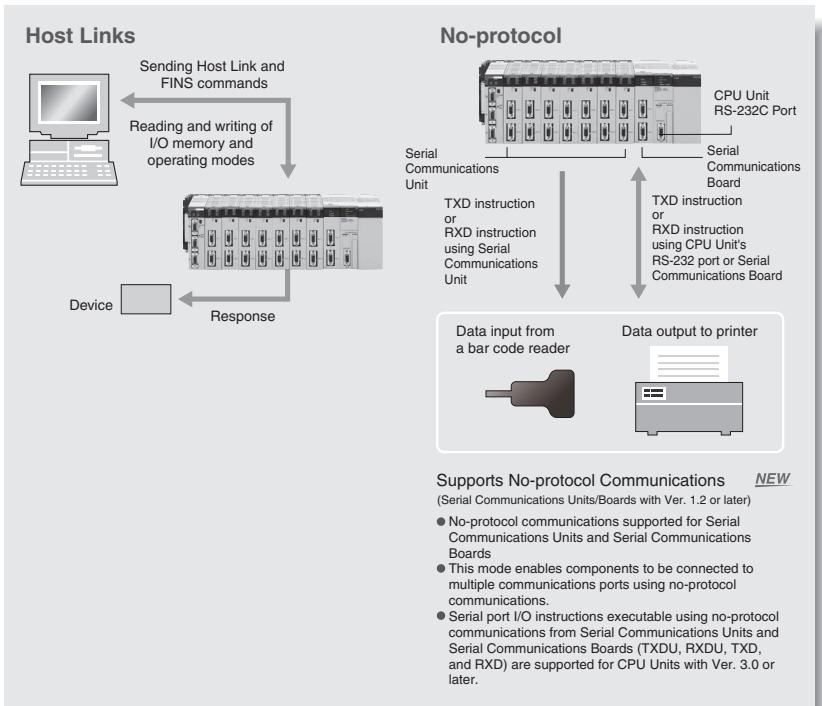 Host Links
Sending Host Link and
FINS commands
Reading and writing of
I/O memory and
operating modes
Device
Response
No-protocol
CPU Unit
RS-232C Port
Serial
Communications
Unit
Serial
Communications
Board
TXD instruction
or
RXD instruction
using Serial
Communications
Unit
TXD instruction
or
RXD instruction
using CPU Unit's
RS-232 port or Serial
Communications Board
Data input from
a bar code reader
Data output to printer
Supports No-protocol Communications NEW
(Serial Communications Units/Boards with Ver. 1.2 or later)
● No-protocol communications supported for Serial
Communications Units and Serial Communications
Boards
● This mode enables components to be connected to
multiple communications ports using no-protocol
communications.
● Serial port I/O instructions executable using no-protocol
communications from Serial Communications Units and
Serial Communications Boards (TXDU, RXDU, TXD,
and RXD) are supported for CPU Units with Ver. 3.0 or
later.